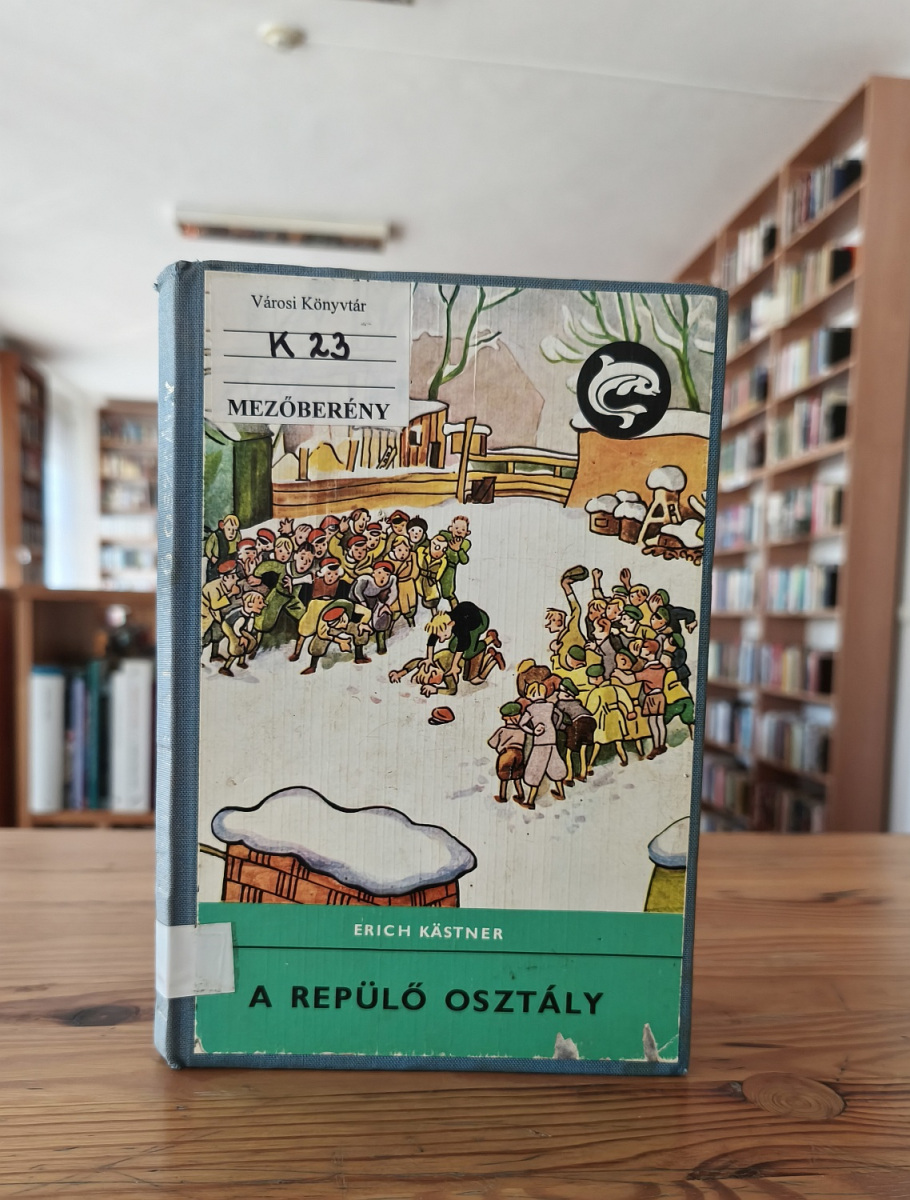 Városi Könyvtár
K 23
MEZŐBERÉNY
ERICH KÄSTNER
A REPÜLŐ OSZTÁLY